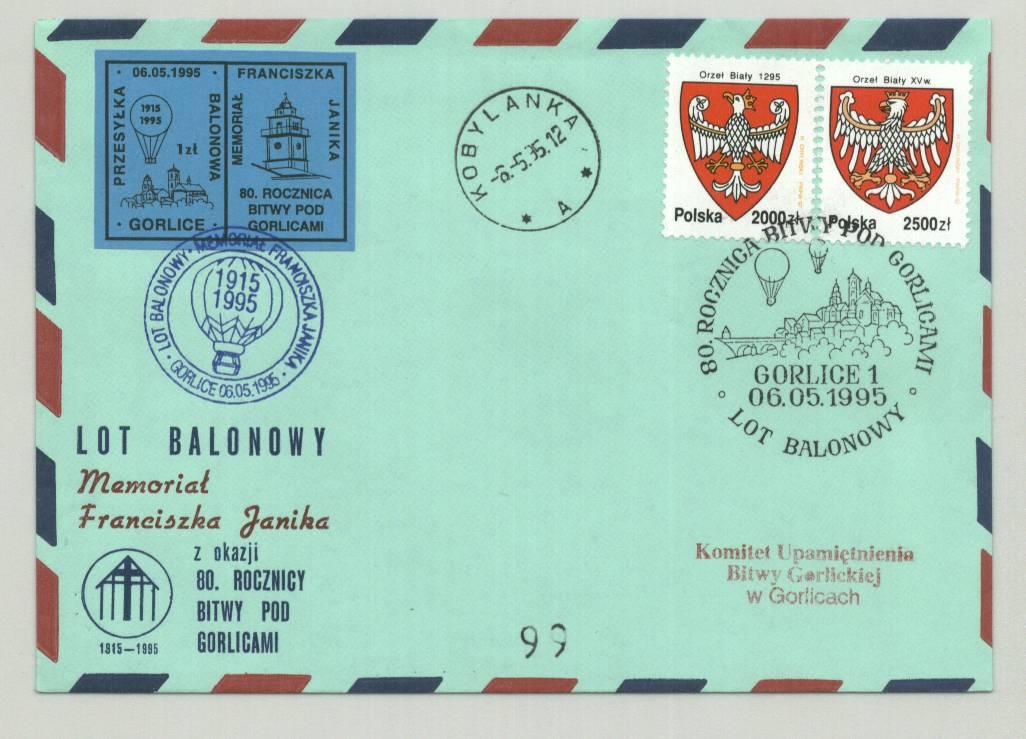 · 06.05.1995 ·
PRZESYŁKA
BALONOWA
1915
1995
1zł
· GORLICE ·
FRANCISZKA
JANIKA
MEMORIAŁ
80. ROCZNICA
BITWY POD
GORLICAMI
KOBYLANKA
-6.-5.95.12
* A *
Orzeł Biały 1295
Polska 2000zł
Orzeł Biały XVw.
Polska 2500zł
LOT BALONOWY · MEMORIAŁ FRANCISZKA JANIKA ·
1915
1995
GORLICE 06.05.1995
80. ROCZNICA BITWY POD GORLICAMI
GORLICE 1
06.05.1995
° LOT BALONOWY °
LOT BALONOWY
Memoriał
Franciszka Janika
z okazji
80. ROCZNICY
BITWY POD
GORLICAMI
1915—1995
Komitet Upamiętnienia
Bitwy Gorlickiej
w Gorlicach
99